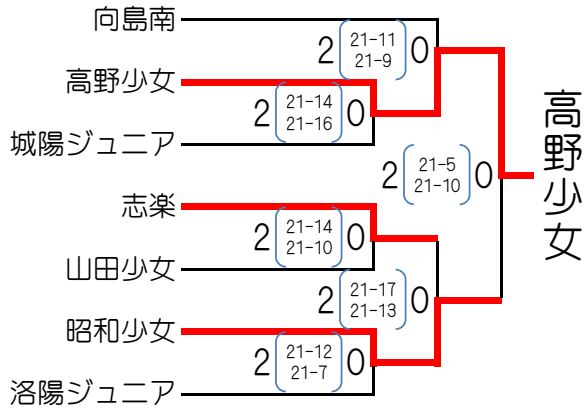 向島南
2 21-11 0
21-9
高野少女
2 21-14 0
21-16
城陽ジュニア
2 21-5 0
21-10
高野少女
志楽
2 21-14 0
21-10
山田少女
2 21-17 0
21-13
昭和少女
2 21-12 0
21-7
洛陽ジュニア